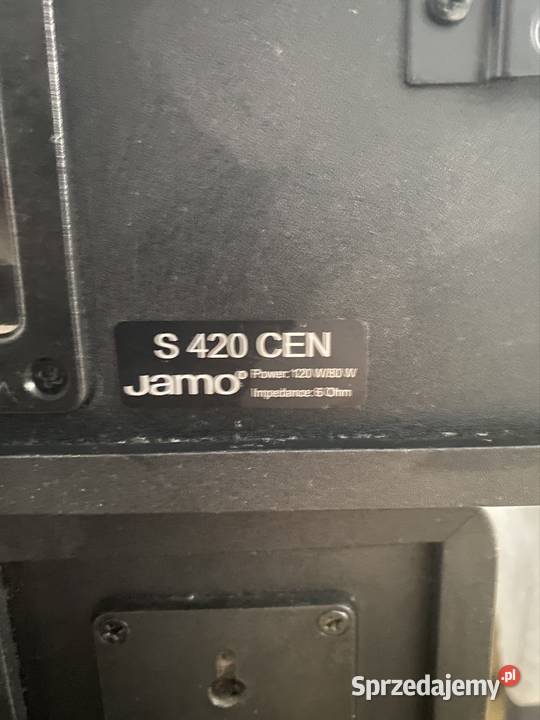 S 420 CEN
Jamo
Power: 120 W/80 W
Impedance: 6 Ohm
Sprzedajemy.pl